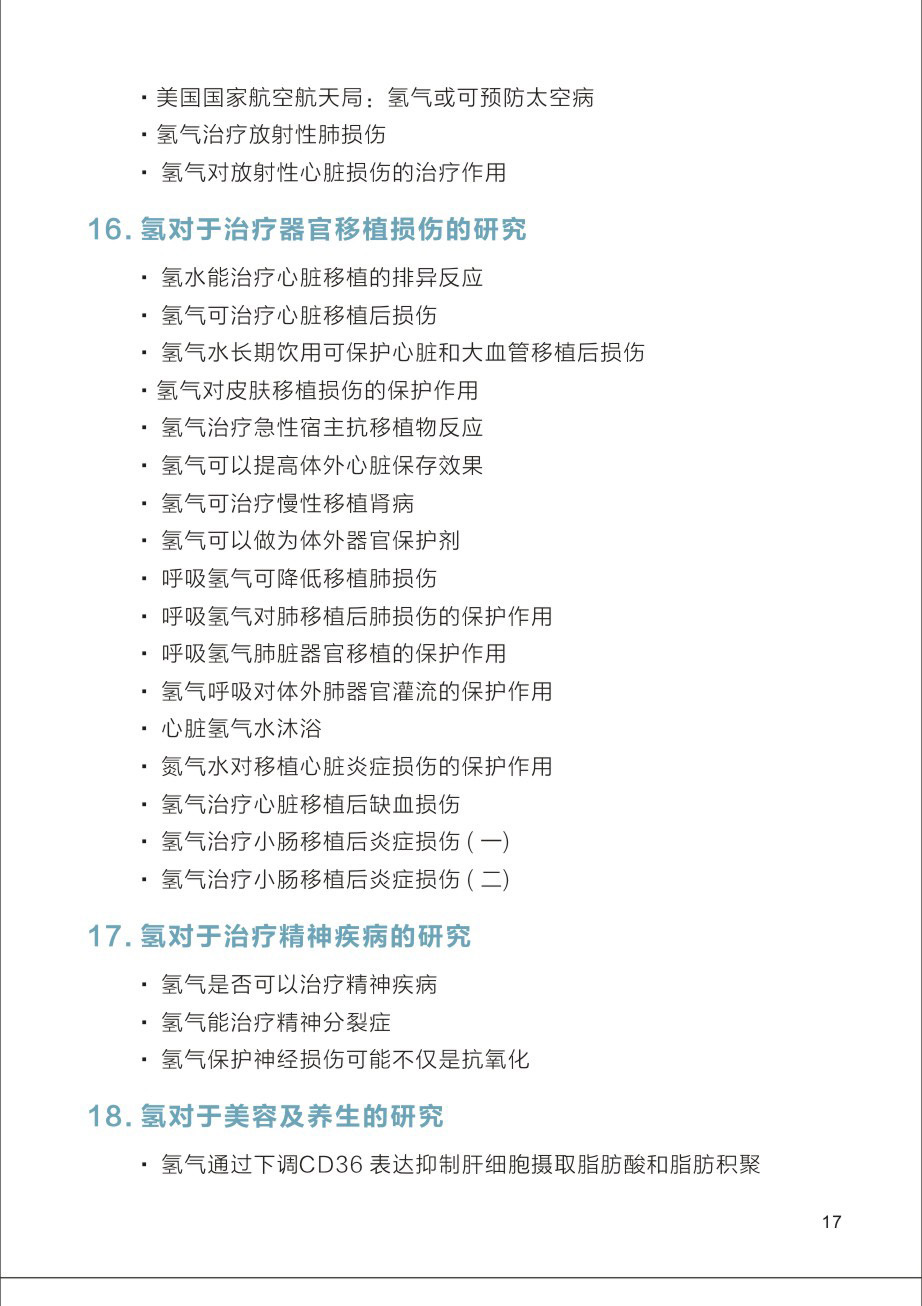 ·美国国家航空航天局：氢气或可预防太空病
·氢气治疗放射性肺损伤
· 氢气对放射性心脏损伤的治疗作用
16. 氢对于治疗器官移植损伤的研究
· 氢水能治疗心脏移植的排异反应
· 氢气可治疗心脏移植后损伤
· 氢气水长期饮用可保护心脏和大血管移植后损伤
·氢气对皮肤移植损伤的保护作用
· 氢气治疗急性宿主抗移植物反应
· 氢气可以提高体外心脏保存效果
· 氢气可治疗慢性移植肾病
· 氢气可以做为体外器官保护剂
· 呼吸氢气可降低移植肺损伤
· 呼吸氢气对肺移植后肺损伤的保护作用
· 呼吸氢气肺脏器官移植的保护作用
· 氢气呼吸对体外肺器官灌流的保护作用
· 心脏氢气水沐浴
· 氮气水对移植心脏炎症损伤的保护作用
· 氢气治疗心脏移植后缺血损伤
· 氢气治疗小肠移植后炎症损伤 ( 一)
· 氢气治疗小肠移植后炎症损伤 ( 二)
17. 氢对于治疗精神疾病的研究
· 氢气是否可以治疗精神疾病
· 氢气能治疗精神分裂症
· 氢气保护神经损伤可能不仅是抗氧化
18. 氢对于美容及养生的研究
· 氢气通过下调CD36 表达抑制肝细胞摄取脂肪酸和脂肪积聚
17